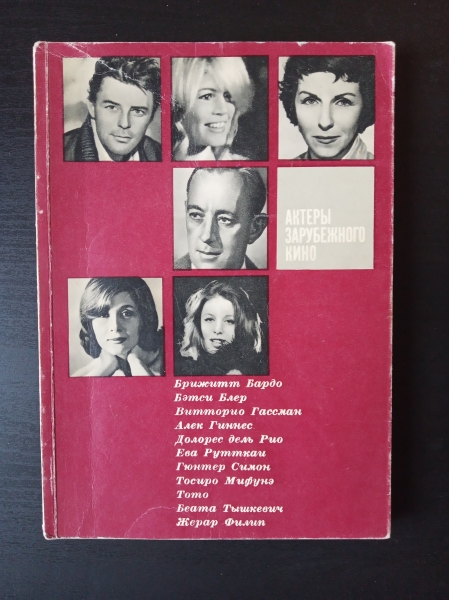 АКТЕРЫ
ЗАРУБЕЖНОГО
КИНО
Брижитт Бардо
Бэтси Блер
Витторио Гассман
Алек Гиннес
Долорес дель Рио
Ева Рутткаи
Гюнтер Симон
Тосиро Мифунэ
Тото
Беата Тышкевич
Жерар Филип